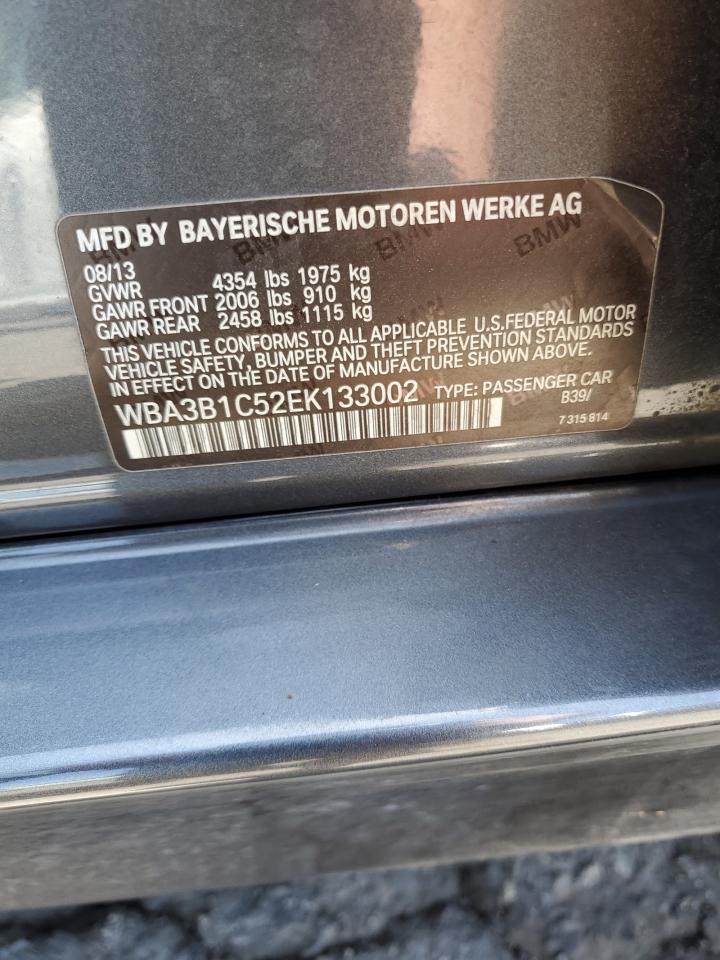 MFD BY BAYERISCHE MOTOREN WERKE AG
08/13
GVWR 4354 lbs 1975 kg
GAWR FRONT 2006 lbs 910 kg
GAWR REAR 2458 lbs 1115 kg
THIS VEHICLE CONFORMS TO ALL APPLICABLE U.S.FEDERAL MOTOR
VEHICLE SAFETY, BUMPER AND THEFT PREVENTION STANDARDS
IN EFFECT ON THE DATE OF MANUFACTURE SHOWN ABOVE.
WBA3B1C52EK133002 TYPE: PASSENGER CAR
B39/
7 315 814
BMW BMW BMW